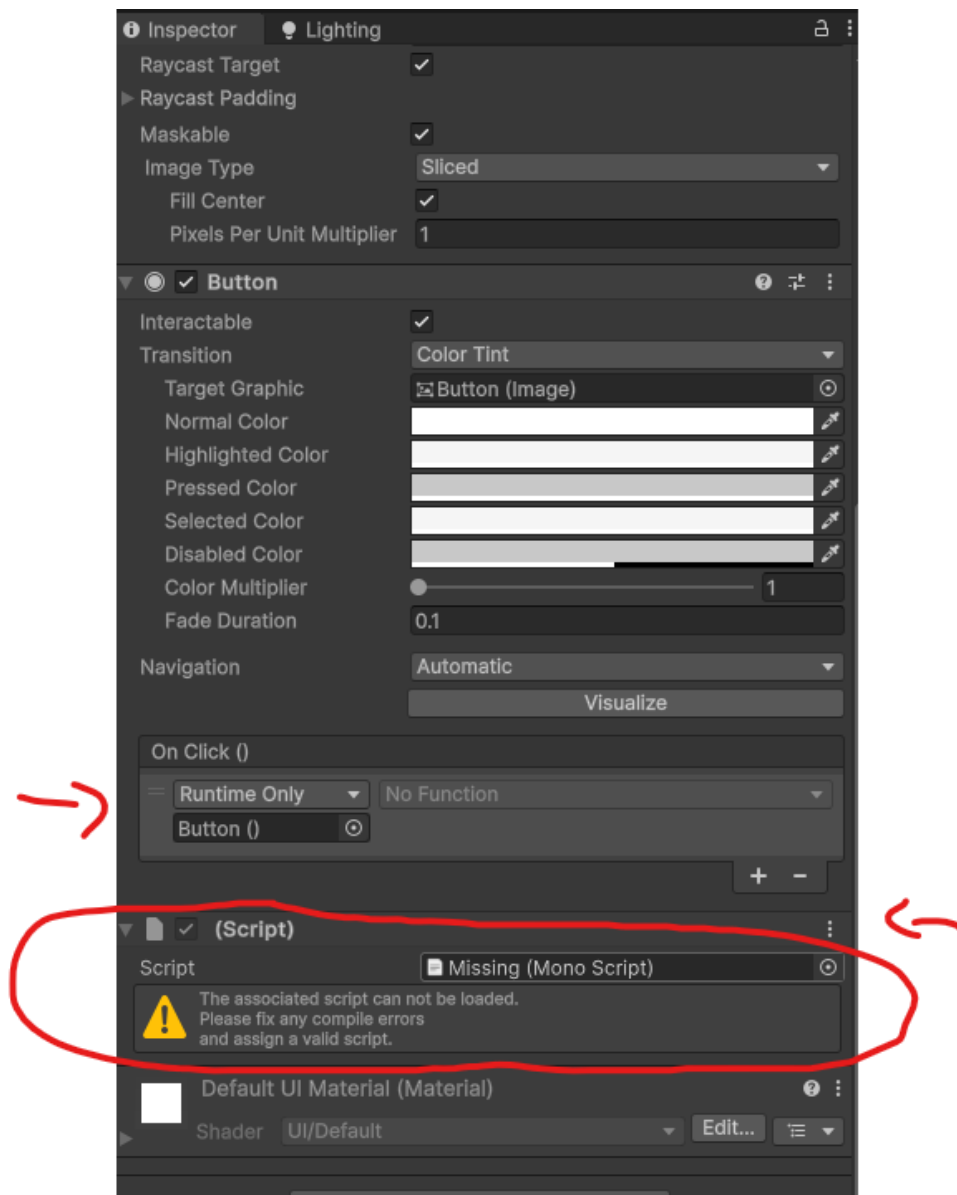 Inspector Lighting
Raycast Target
Raycast Padding
Maskable
Image Type Sliced
Fill Center
Pixels Per Unit Multiplier 1
Button
Interactable
Transition Color Tint
Target Graphic Button (Image)
Normal Color
Highlighted Color
Pressed Color
Selected Color
Disabled Color
Color Multiplier 1
Fade Duration 0.1
Navigation Automatic
Visualize
On Click ()
Runtime Only No Function
Button ()
+ -
(Script)
Script Missing (Mono Script)
The associated script can not be loaded.
Please fix any compile errors
and assign a valid script.
Default UI Material (Material)
Shader UI/Default Edit...